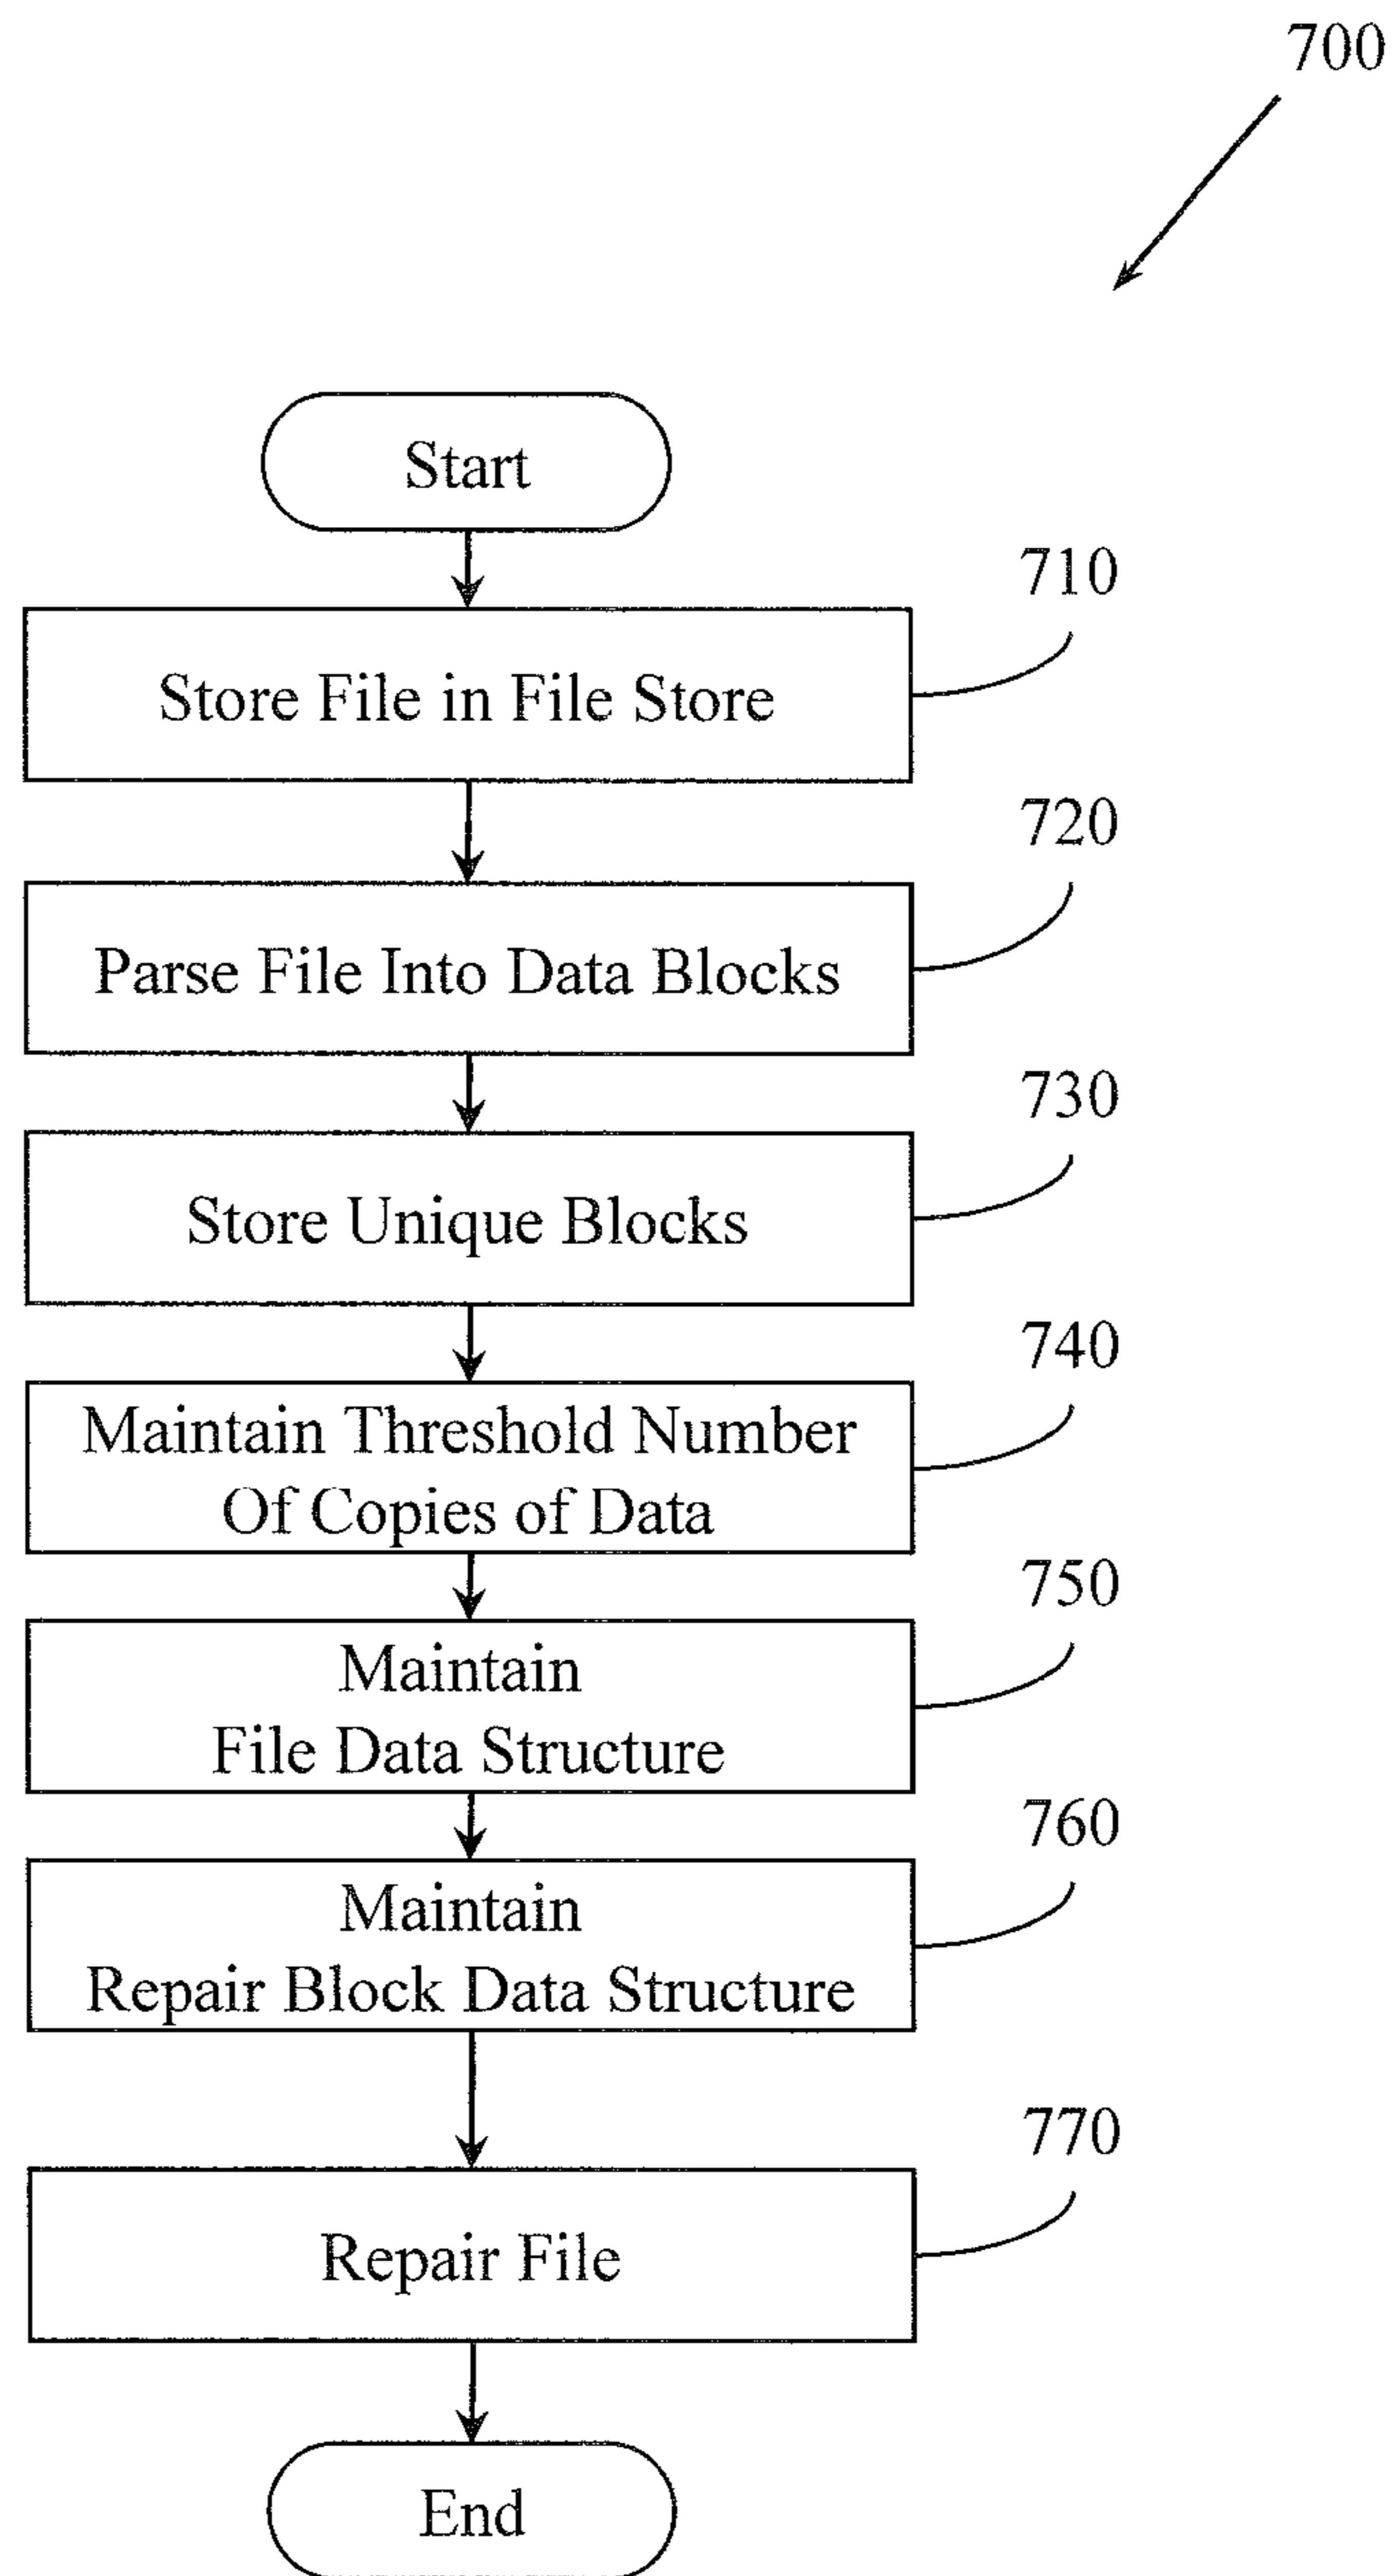 700
Start
710
Store File in File Store
720
Parse File Into Data Blocks
730
Store Unique Blocks
740
Maintain Threshold Number
Of Copies of Data
750
Maintain
File Data Structure
760
Maintain
Repair Block Data Structure
770
Repair File
End